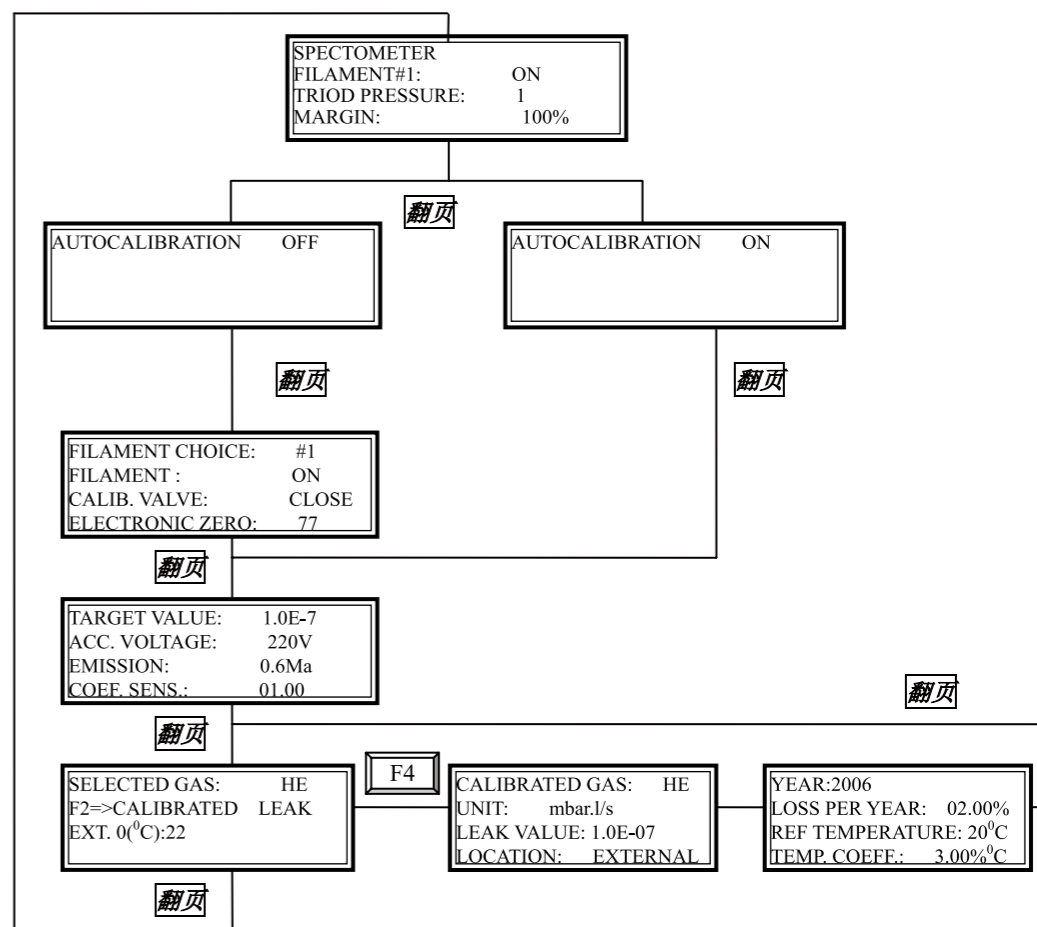 SPECTOMETER
FILAMENT#1: ON
TRIOD PRESSURE: 1
MARGIN: 100%
翻页
AUTOCALIBRATION OFF
AUTOCALIBRATION ON
翻页
翻页
FILAMENT CHOICE: #1
FILAMENT : ON
CALIB. VALVE: CLOSE
ELECTRONIC ZERO: 77
翻页
TARGET VALUE: 1.0E-7
ACC. VOLTAGE: 220V
EMISSION: 0.6Ma
COEF. SENS.: 01.00
翻页
翻页
SELECTED GAS: HE
F2=>CALIBRATED LEAK
EXT. 0(⁰C):22
F4
CALIBRATED GAS: HE
UNIT: mbar.l/s
LEAK VALUE: 1.0E-07
LOCATION: EXTERNAL
YEAR:2006
LOSS PER YEAR: 02.00%
REF TEMPERATURE: 20⁰C
TEMP. COEFF.: 3.00%⁰C
翻页